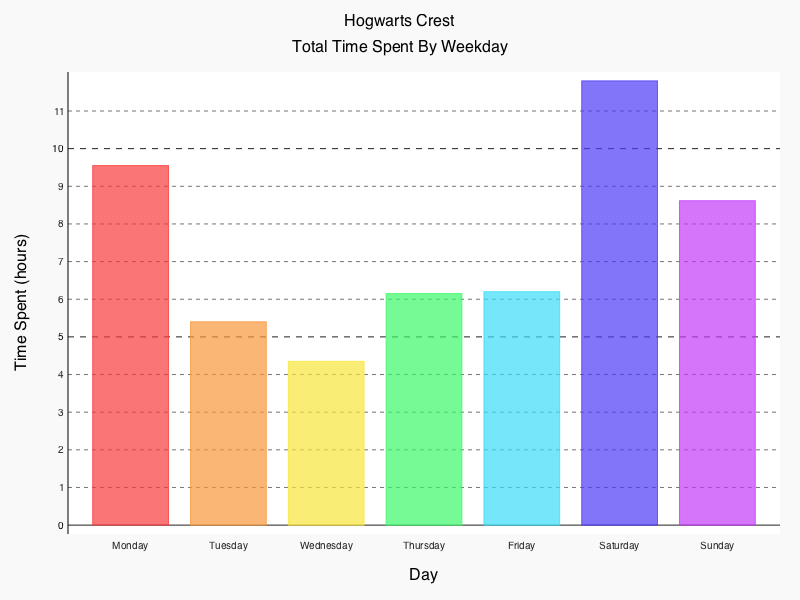 Hogwarts Crest
Total Time Spent By Weekday
Time Spent (hours)
11
10
9
8
7
6
5
4
3
2
1
0
Monday Tuesday Wednesday Thursday Friday Saturday Sunday
Day